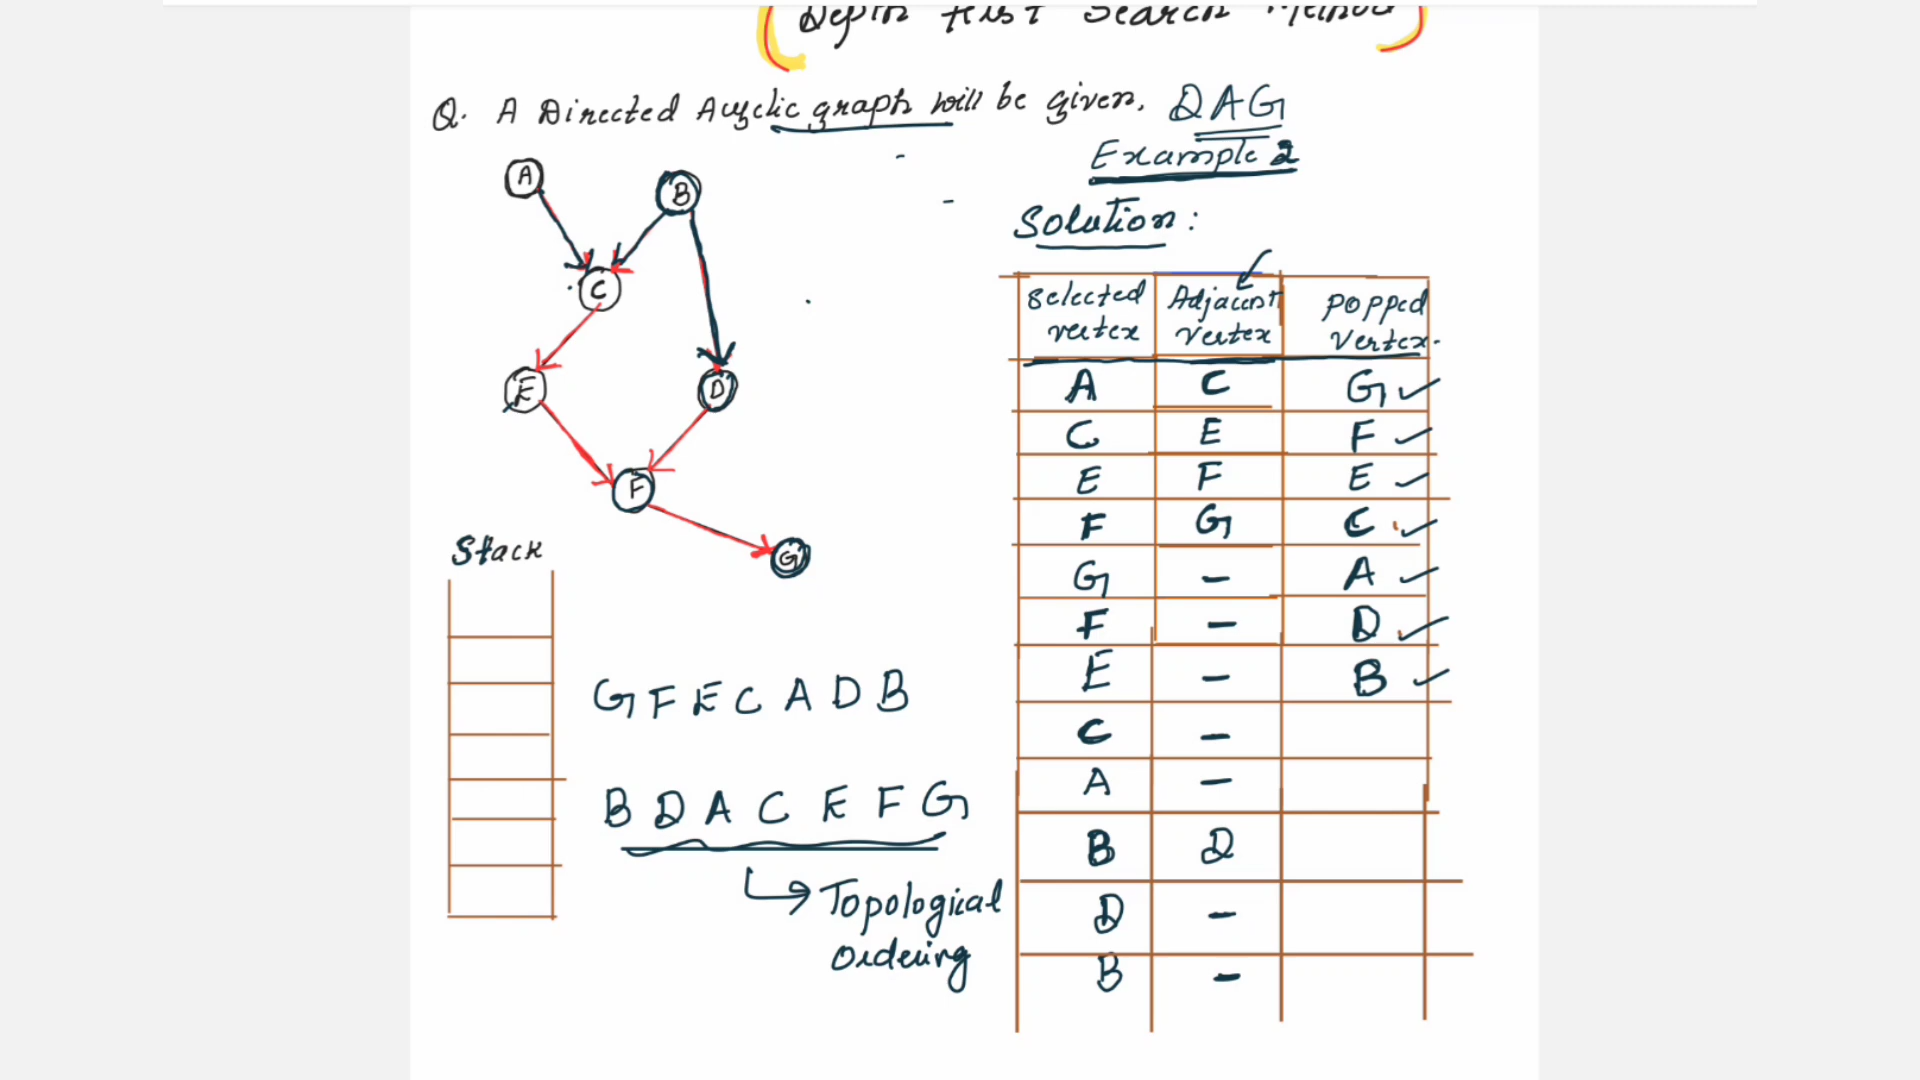 Depth First Search Method
Q. A Directed Acyclic graph will be given. DAG
Example 2
Solution:
A
B
C
E
D
F
G
Stack
G F E C A D B
B D A C E F G
Topological
ordering
Selected vertex Adjacent vertex Popped vertex.
A C G
C E F
E F E
F G C
G - A
F - D
E - B
C -
A -
B D
D -
B -